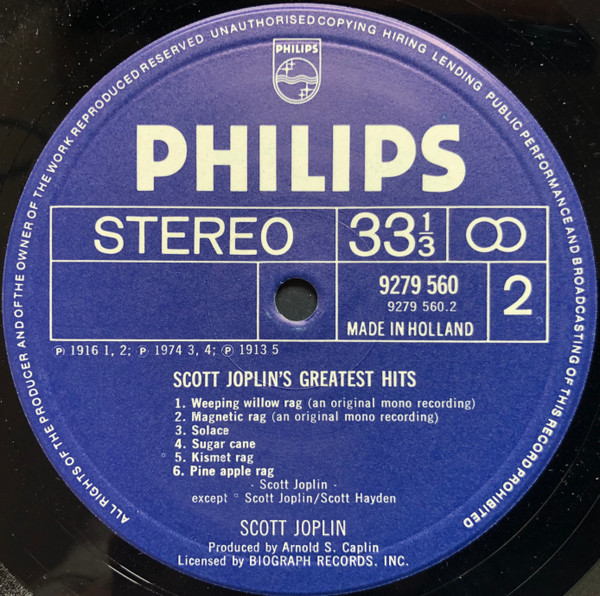 ALL RIGHTS OF THE PRODUCER AND OF THE OWNER OF THE WORK REPRODUCED RESERVED UNAUTHORISED COPYING HIRING LENDING PUBLIC PERFORMANCE AND BROADCASTING OF THIS RECORD PROHIBITED
PHILIPS
PHILIPS
STEREO
33 1/3
9279 560
9279 560.2
MADE IN HOLLAND
2
Ⓟ 1916 1, 2; Ⓟ 1974 3, 4; Ⓟ 1913 5
SCOTT JOPLIN'S GREATEST HITS
1. Weeping willow rag (an original mono recording)
2. Magnetic rag (an original mono recording)
3. Solace
4. Sugar cane
° 5. Kismet rag
6. Pine apple rag
- Scott Joplin -
except ° Scott Joplin/Scott Hayden
SCOTT JOPLIN
Produced by Arnold S. Caplin
Licensed by BIOGRAPH RECORDS. INC.